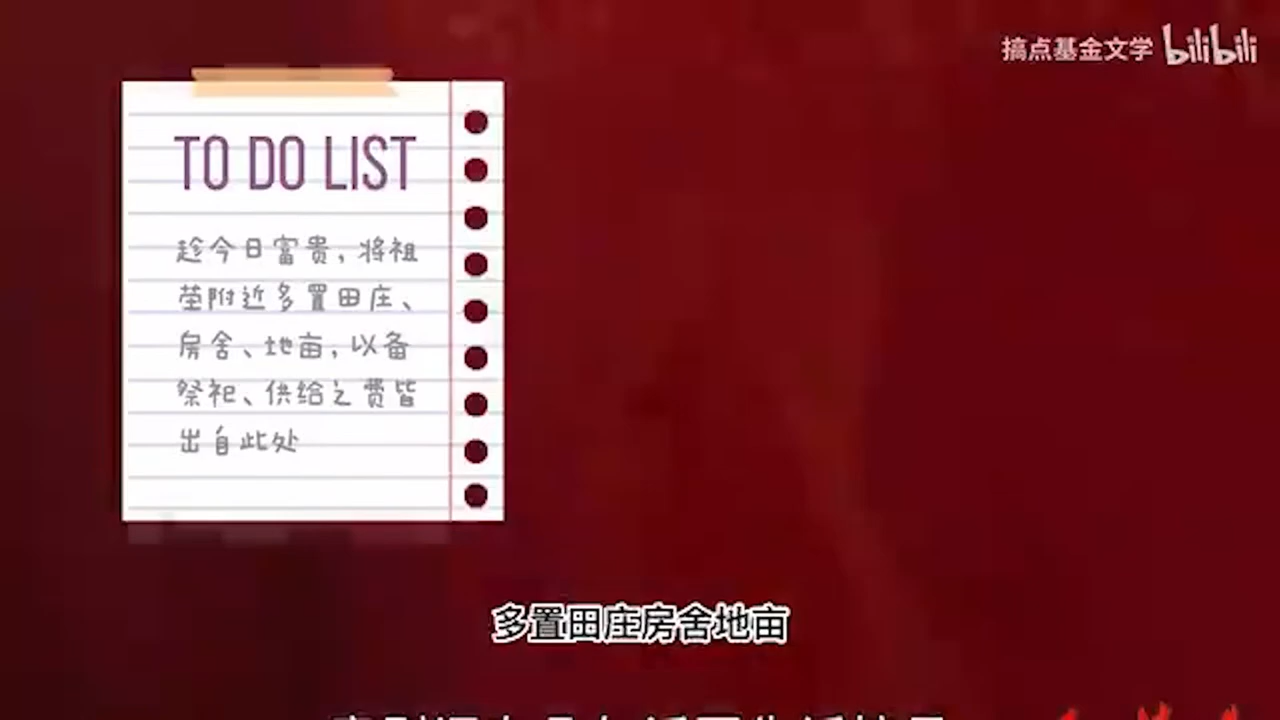 搞点基金文学 bilibili
TO DO LIST
趁今日富贵，将祖
茔附近多置田庄、
房舍、地亩，以备
祭祀、供给之费皆
出自此处
多置田庄房舍地亩